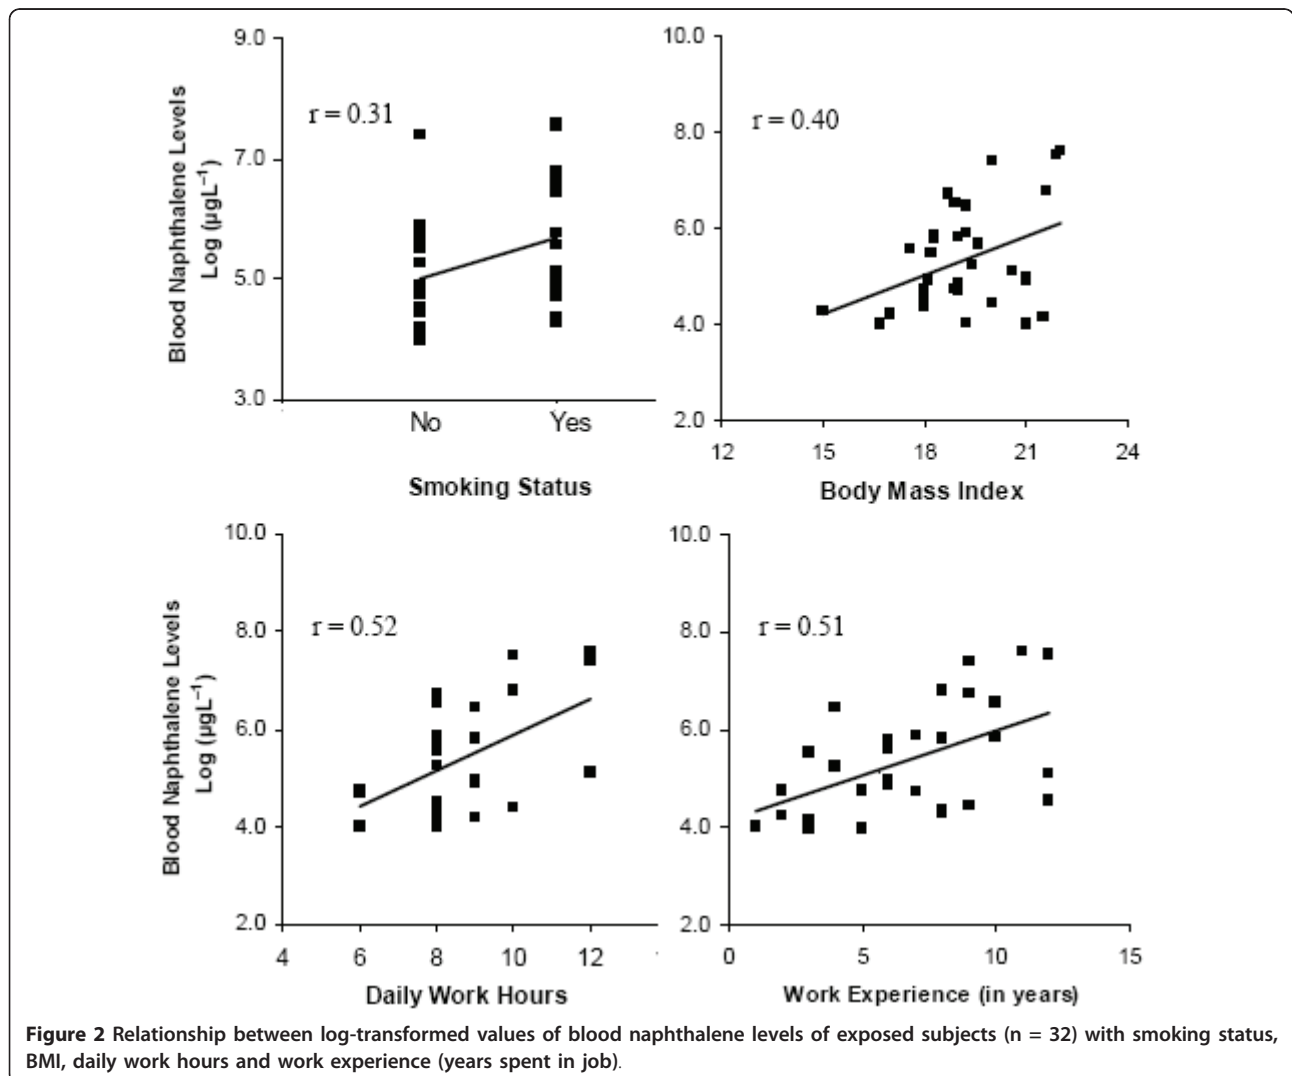 9.0
7.0
5.0
3.0
r = 0.31
Blood Naphthalene Levels
Log (µgL⁻¹)
No Yes
Smoking Status
10.0
8.0
6.0
4.0
2.0
r = 0.40
12 15 18 21 24
Body Mass Index
10.0
8.0
6.0
4.0
2.0
r = 0.52
Blood Naphthalene Levels
Log (µgL⁻¹)
4 6 8 10 12
Daily Work Hours
10.0
8.0
6.0
4.0
2.0
r = 0.51
0 5 10 15
Work Experience (in years)
Figure 2 Relationship between log-transformed values of blood naphthalene levels of exposed subjects (n = 32) with smoking status,
BMI, daily work hours and work experience (years spent in job).